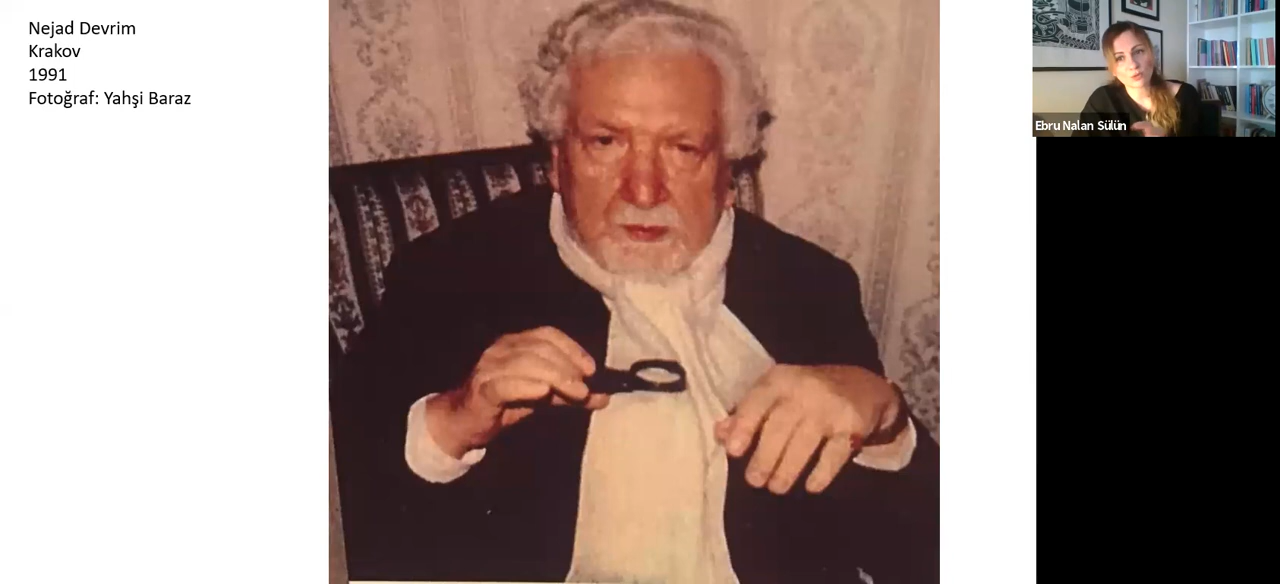 Nejad Devrim
Krakov
1991
Fotoğraf: Yahşi Baraz
Ebru Nalan Sülün